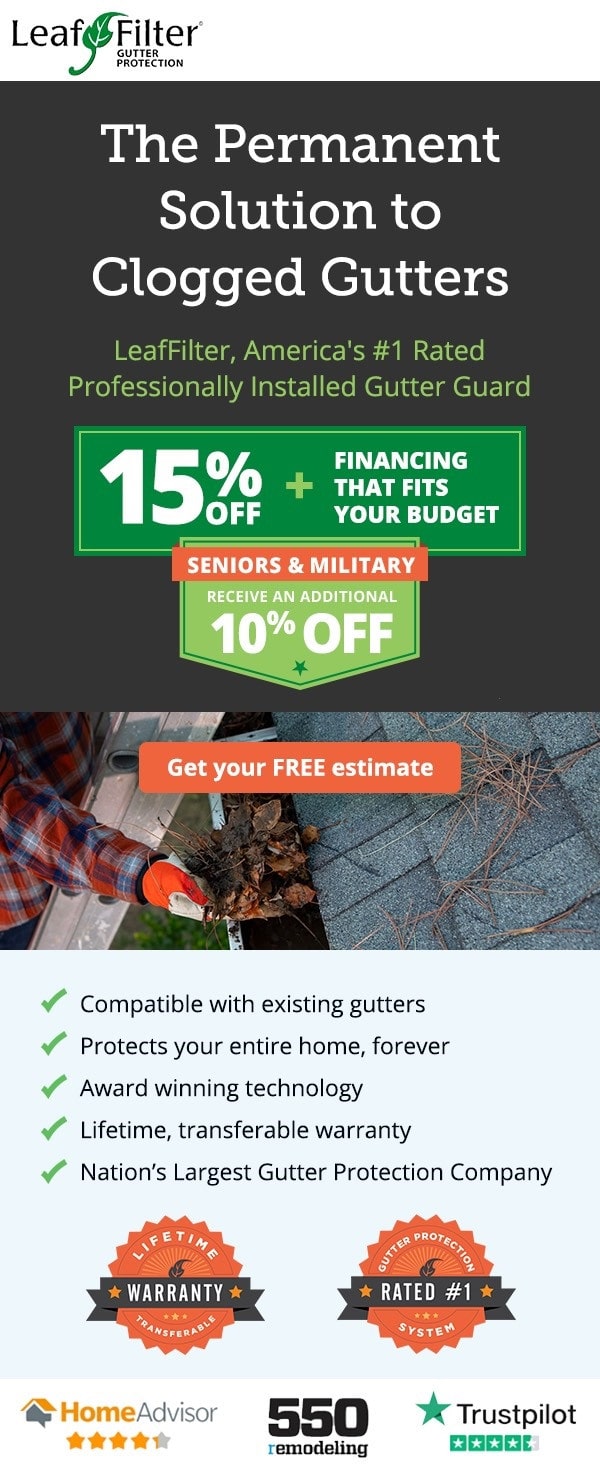 LeafFilter®
GUTTER
PROTECTION
The Permanent
Solution to
Clogged Gutters
LeafFilter, America's #1 Rated
Professionally Installed Gutter Guard
15% OFF + FINANCING
THAT FITS
YOUR BUDGET
SENIORS & MILITARY
RECEIVE AN ADDITIONAL
10% OFF
Get your FREE estimate
Compatible with existing gutters
Protects your entire home, forever
Award winning technology
Lifetime, transferable warranty
Nation’s Largest Gutter Protection Company
LIFETIME
WARRANTY
TRANSFERABLE
GUTTER PROTECTION
RATED #1
SYSTEM
HomeAdvisor
550
remodeling
Trustpilot